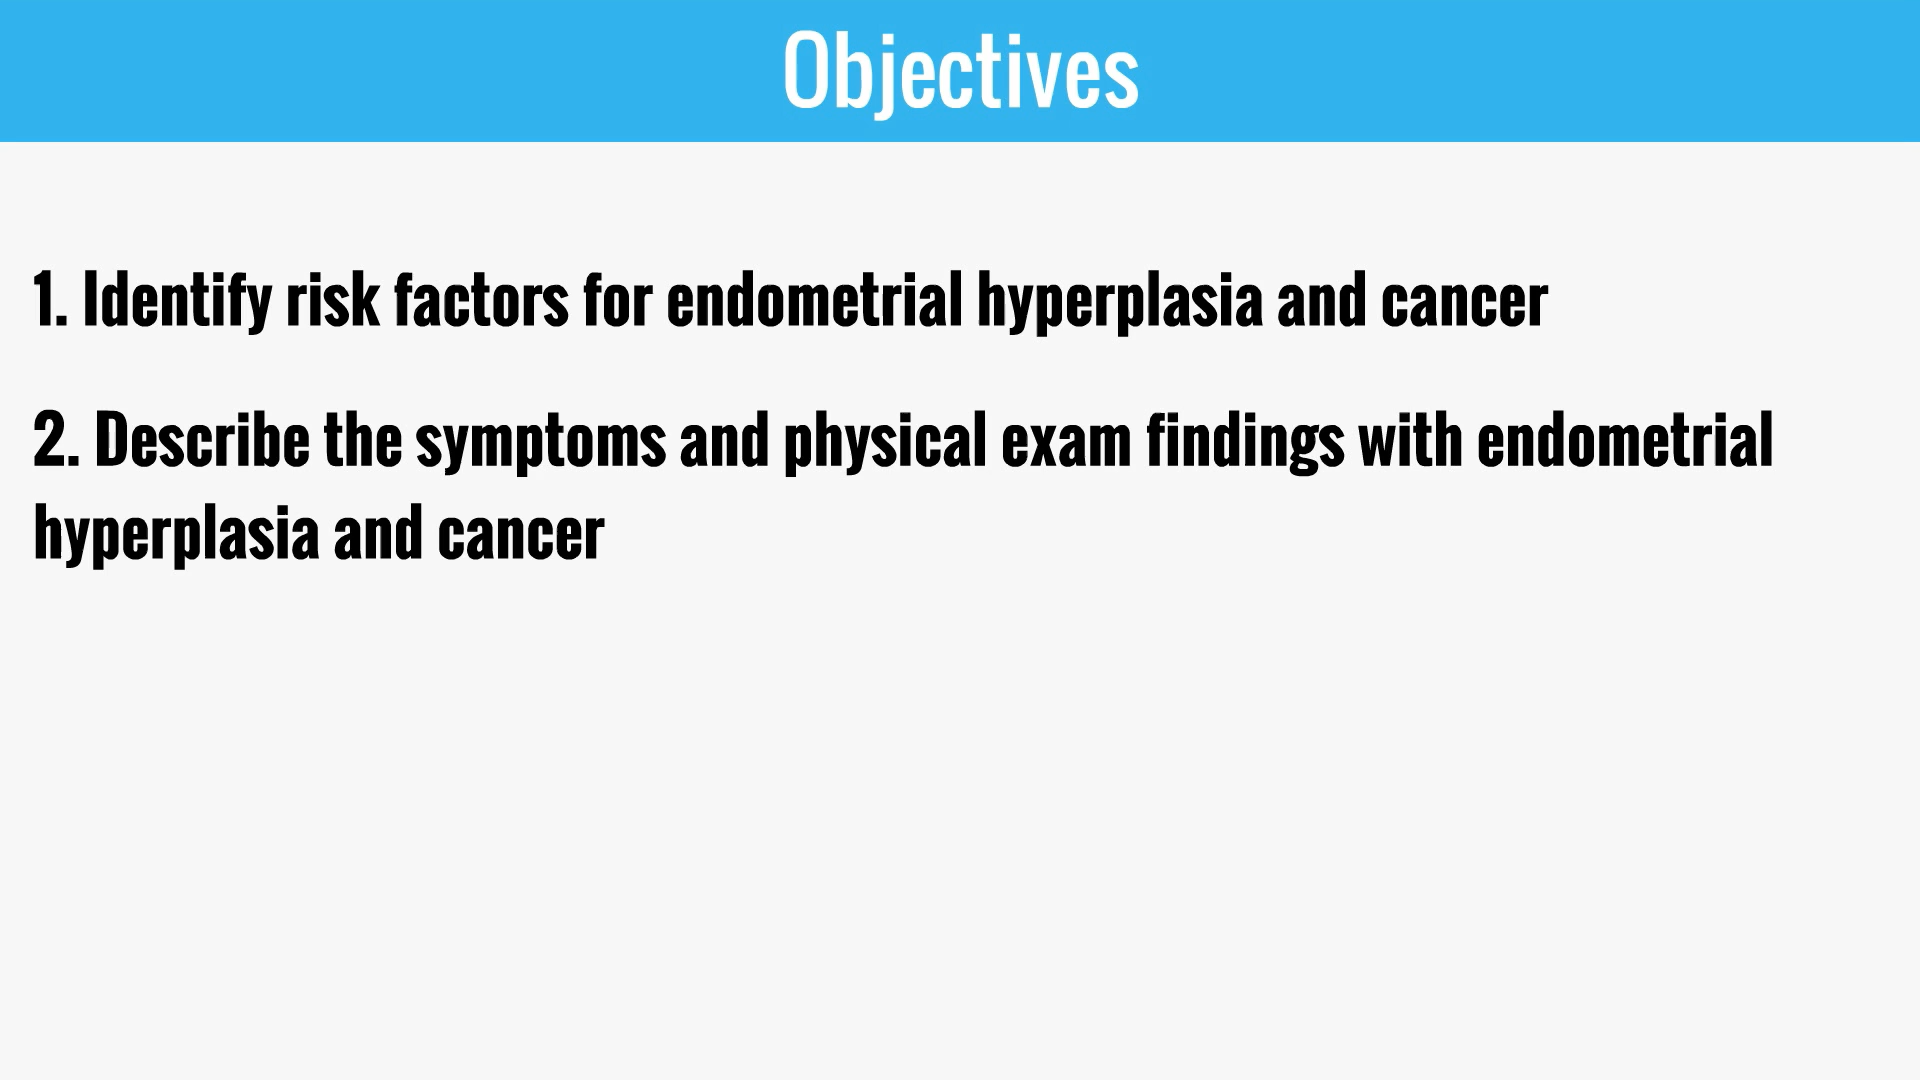 Objectives
1. Identify risk factors for endometrial hyperplasia and cancer
2. Describe the symptoms and physical exam findings with endometrial
hyperplasia and cancer